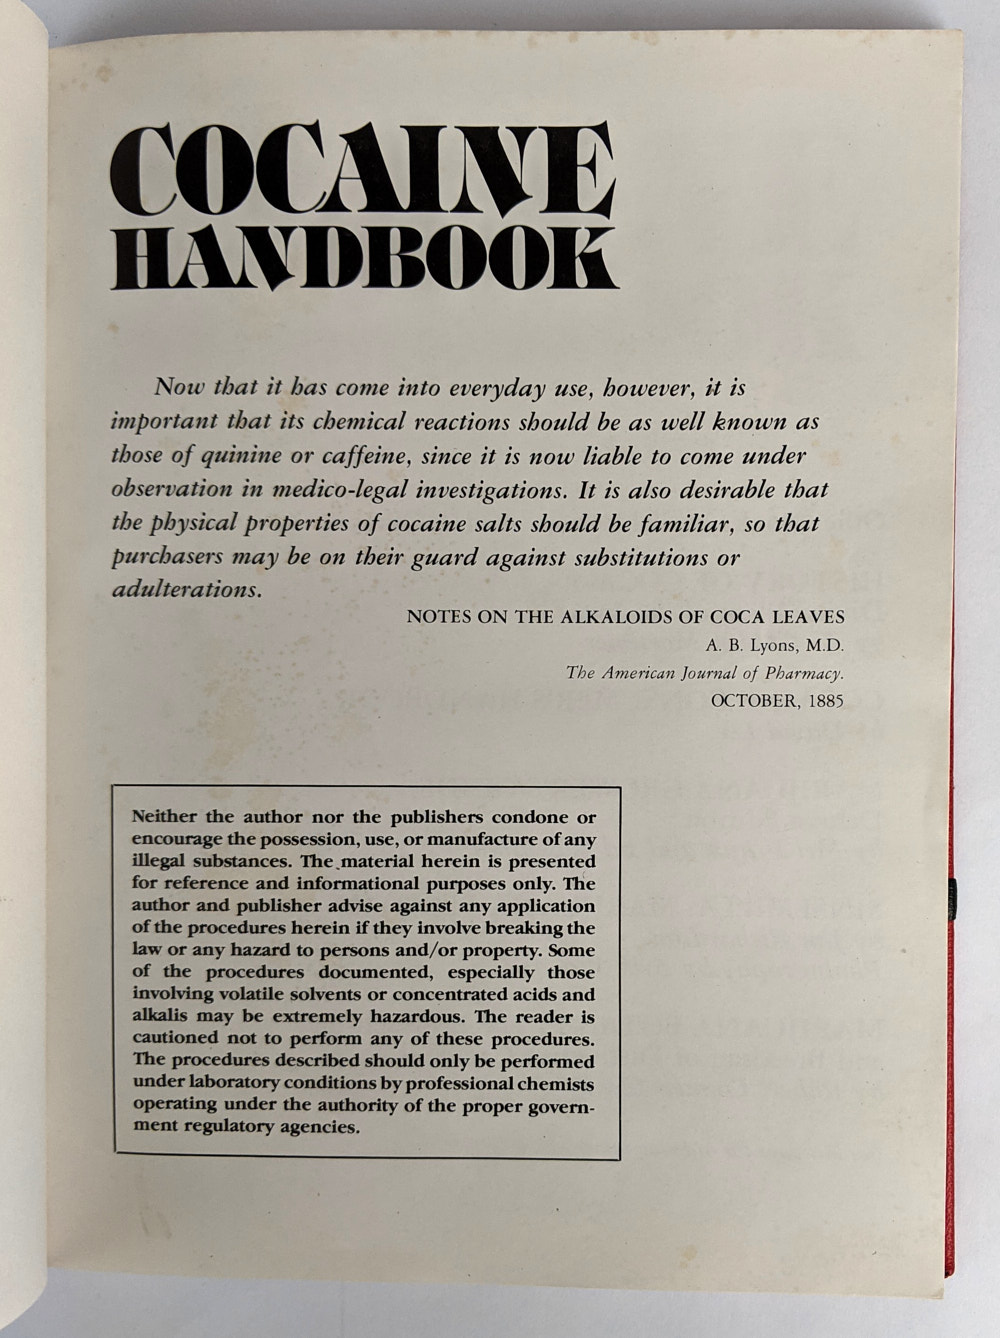 COCAINE
HANDBOOK
Now that it has come into everyday use, however, it is
important that its chemical reactions should be as well known as
those of quinine or caffeine, since it is now liable to come under
observation in medico-legal investigations. It is also desirable that
the physical properties of cocaine salts should be familiar, so that
purchasers may be on their guard against substitutions or
adulterations.
NOTES ON THE ALKALOIDS OF COCA LEAVES
A. B. Lyons, M.D.
The American Journal of Pharmacy.
OCTOBER, 1885
Neither the author nor the publishers condone or
encourage the possession, use, or manufacture of any
illegal substances. The material herein is presented
for reference and informational purposes only. The
author and publisher advise against any application
of the procedures herein if they involve breaking the
law or any hazard to persons and/or property. Some
of the procedures documented, especially those
involving volatile solvents or concentrated acids and
alkalis may be extremely hazardous. The reader is
cautioned not to perform any of these procedures.
The procedures described should only be performed
under laboratory conditions by professional chemists
operating under the authority of the proper govern-
ment regulatory agencies.